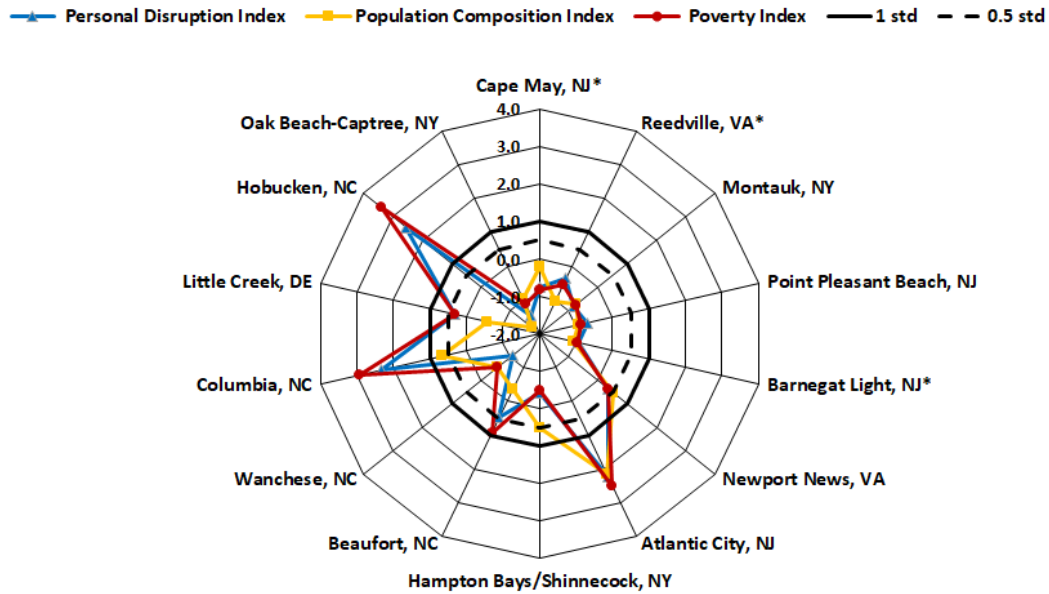 Personal Disruption Index Population Composition Index Poverty Index 1 std 0.5 std
Cape May, NJ*
4.0
Oak Beach-Captree, NY
Reedville, VA*
3.0
Hobucken, NC
Montauk, NY
2.0
1.0
0.0
Little Creek, DE
Point Pleasant Beach, NJ
-1.0
-2.0
Columbia, NC
Barnegat Light, NJ*
Wanchese, NC
Newport News, VA
Beaufort, NC
Atlantic City, NJ
Hampton Bays/Shinnecock, NY